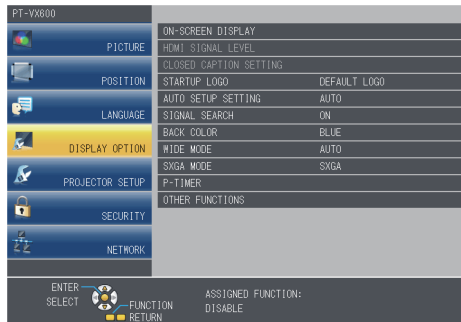 PT-VX600
PICTURE
POSITION
LANGUAGE
DISPLAY OPTION
PROJECTOR SETUP
SECURITY
NETWORK
ON-SCREEN DISPLAY
HDMI SIGNAL LEVEL
CLOSED CAPTION SETTING
STARTUP LOGO DEFAULT LOGO
AUTO SETUP SETTING AUTO
SIGNAL SEARCH ON
BACK COLOR BLUE
WIDE MODE AUTO
SXGA MODE SXGA
P-TIMER
OTHER FUNCTIONS
ENTER
SELECT
FUNCTION
RETURN
ASSIGNED FUNCTION:
DISABLE